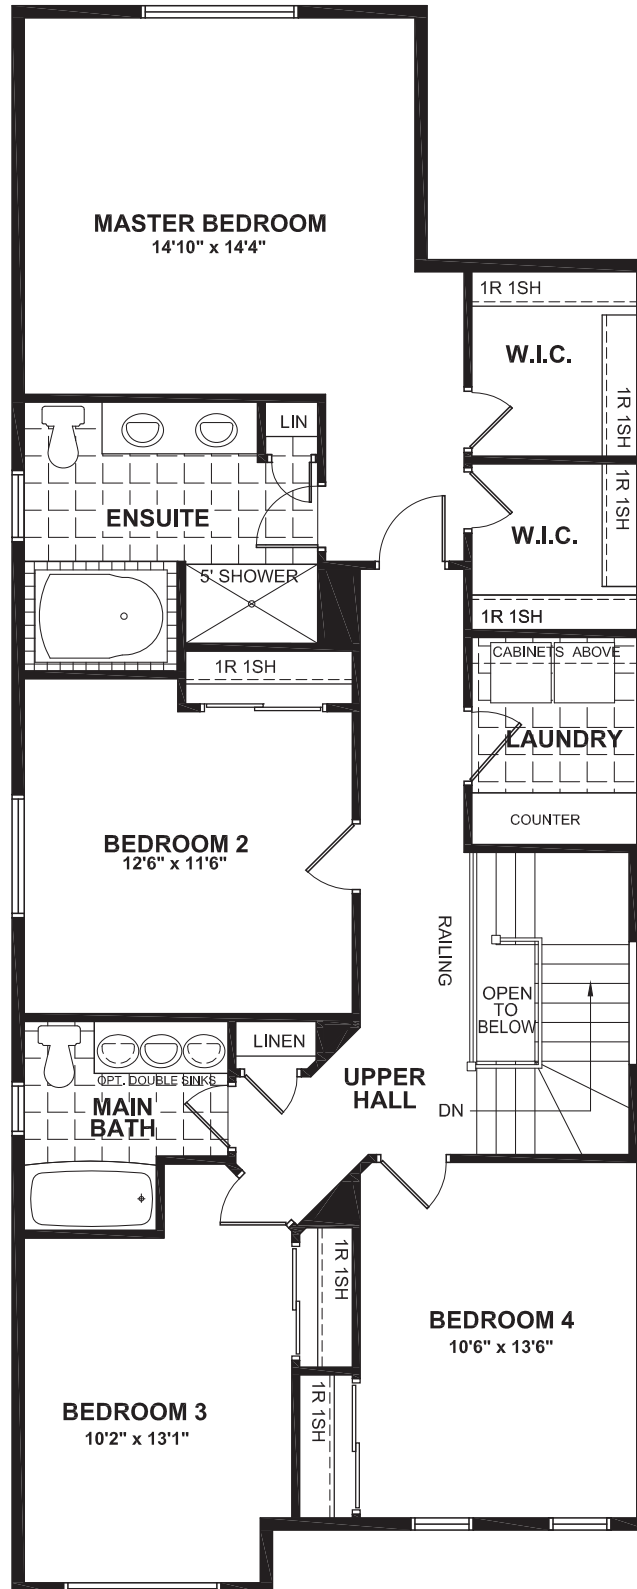 MASTER BEDROOM
14'10" x 14'4"
1R 1SH
W.I.C.
1R 1SH
LIN
ENSUITE
1R 1SH
W.I.C.
5' SHOWER
1R 1SH
CABINETS ABOVE
1R 1SH
LAUNDRY
COUNTER
BEDROOM 2
12'6" x 11'6"
RAILING
OPEN
TO
BELOW
LINEN
OPT. DOUBLE SINKS
MAIN
BATH
UPPER
HALL
DN
1R 1SH
BEDROOM 4
10'6" x 13'6"
1R 1SH
BEDROOM 3
10'2" x 13'1"